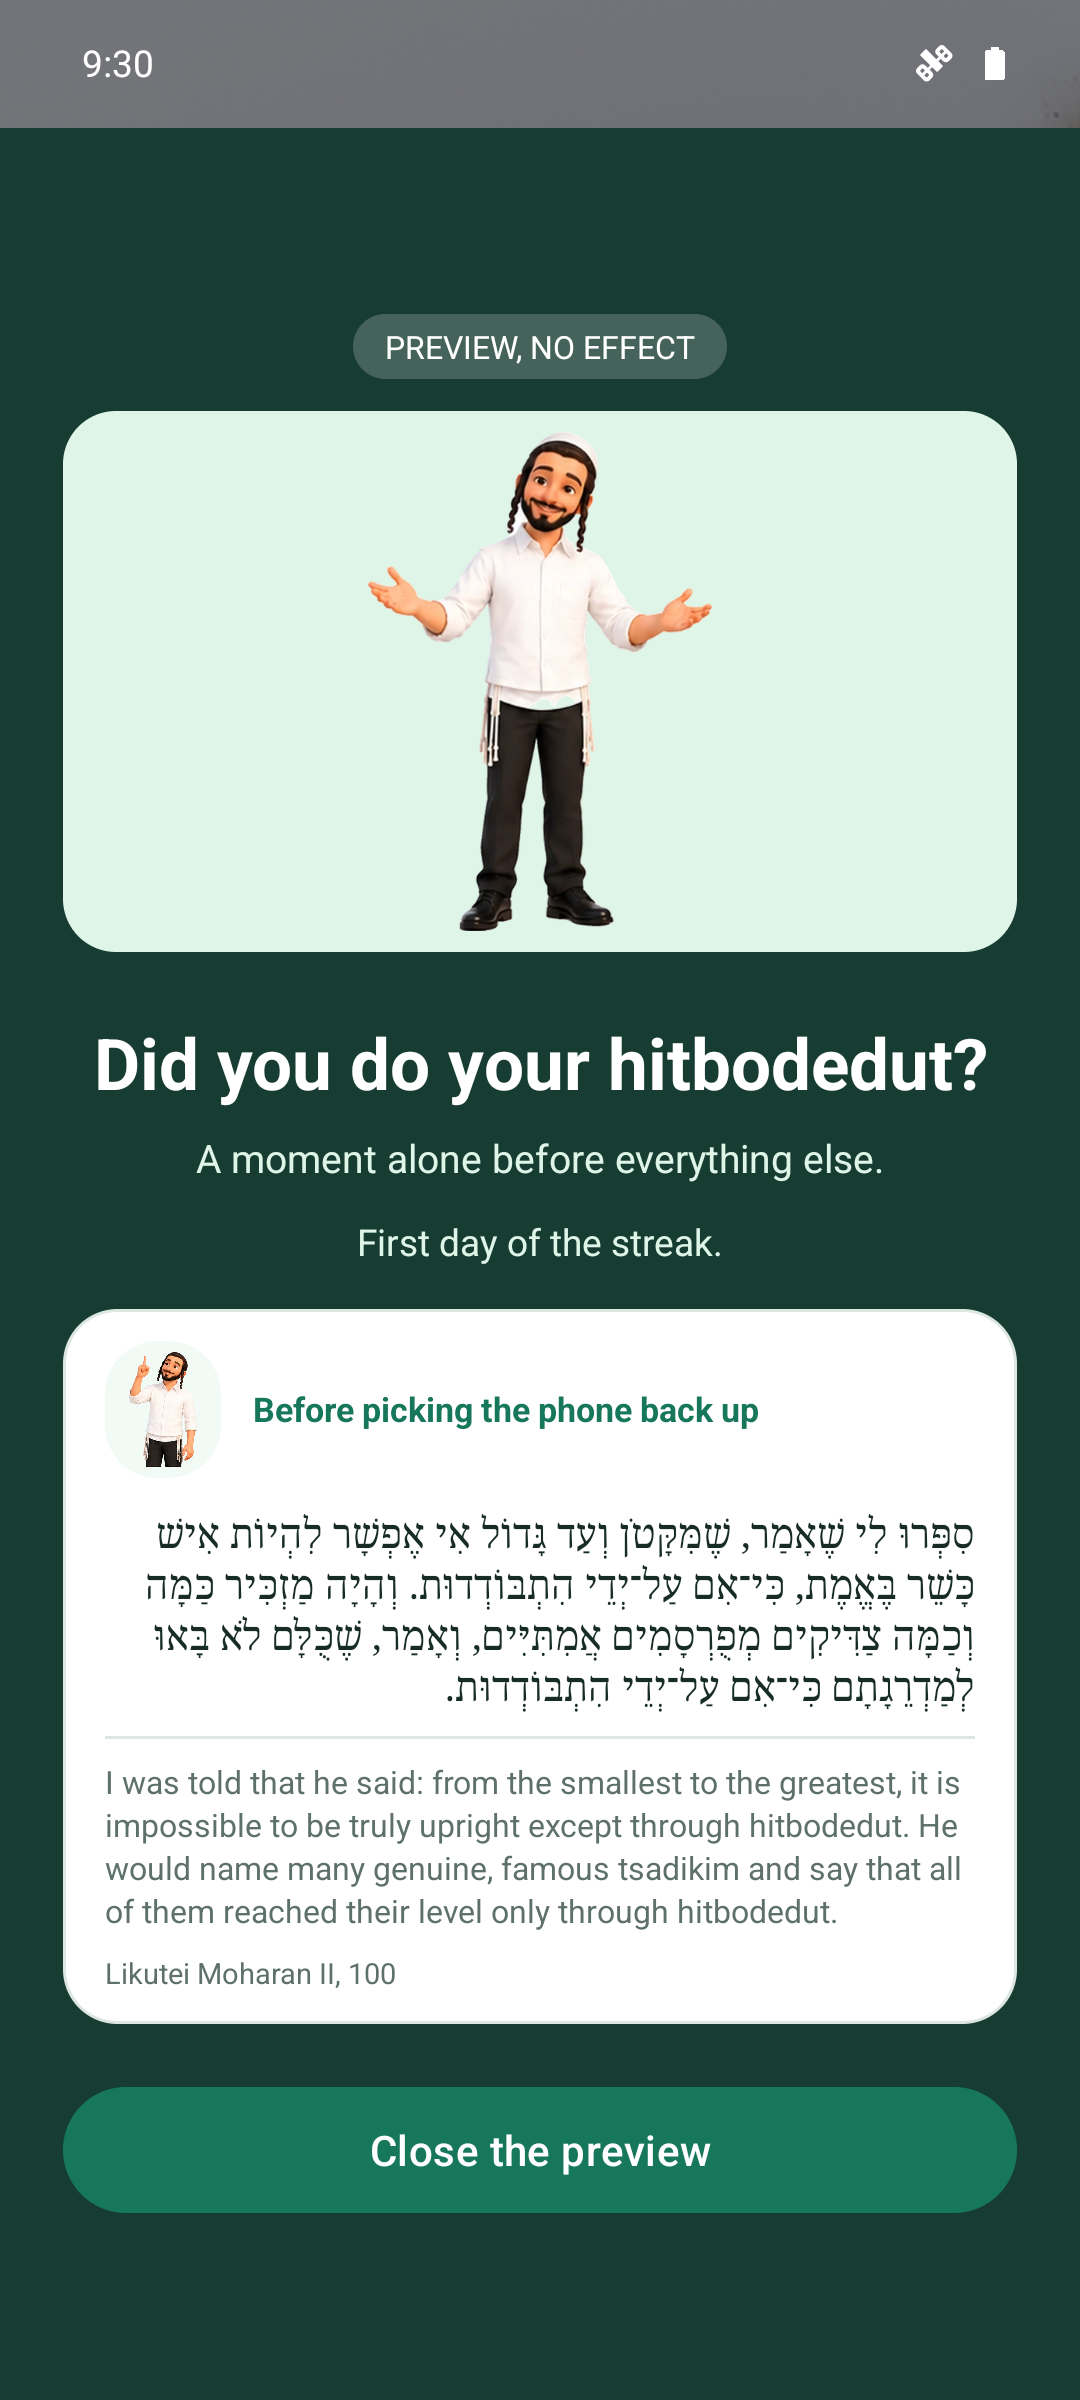 9:30
PREVIEW, NO EFFECT
Did you do your hitbodedut?
A moment alone before everything else.
First day of the streak.
Before picking the phone back up
סִפְּרוּ לִי שֶׁאָמַר, שֶׁמִּקָּטֹן וְעַד גָּדוֹל אִי אֶפְשָׁר לִהְיוֹת אִישׁ
כָּשֵׁר בֶּאֱמֶת, כִּי־אִם עַל־יְדֵי הִתְבּוֹדְדוּת. וְהָיָה מַזְכִּיר כַּמָּה
וְכַמָּה צַדִּיקִים מְפֻרְסָמִים אֲמִתִּיִּים, וְאָמַר, שֶׁכֻּלָּם לֹא בָּאוּ
לְמַדְרֵגָתָם כִּי־אִם עַל־יְדֵי הִתְבּוֹדְדוּת.
I was told that he said: from the smallest to the greatest, it is
impossible to be truly upright except through hitbodedut. He
would name many genuine, famous tsadikim and say that all
of them reached their level only through hitbodedut.
Likutei Moharan II, 100
Close the preview